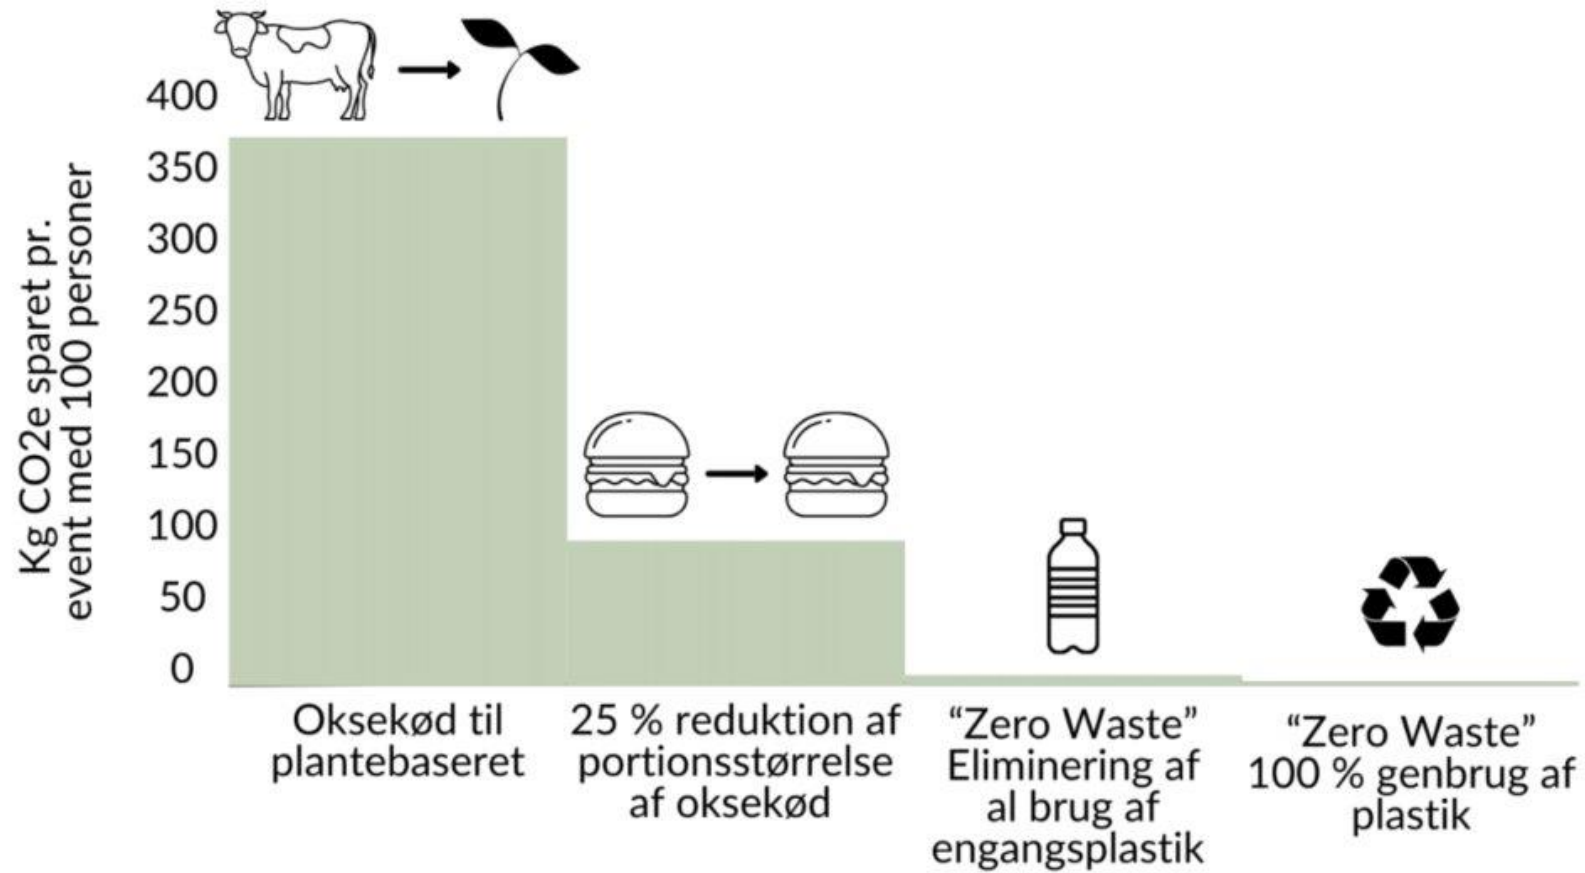 Kg CO2e sparet pr.
event med 100 personer
400
350
300
250
200
150
100
50
0
Oksekød til
plantebaseret
25 % reduktion af
portionsstørrelse
af oksekød
“Zero Waste”
Eliminering af
al brug af
engangsplastik
“Zero Waste”
100 % genbrug af
plastik